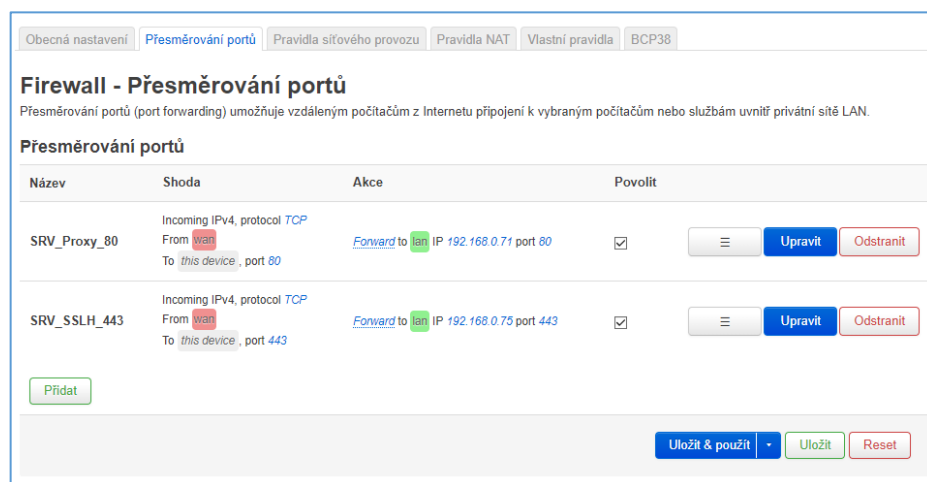 Obecná nastavení Přesměrování portů Pravidla síťového provozu Pravidla NAT Vlastní pravidla BCP38
Firewall - Přesměrování portů
Přesměrování portů (port forwarding) umožňuje vzdáleným počítačům z Internetu připojení k vybraným počítačům nebo službám uvnitř privátní sítě LAN.
Přesměrování portů
Název Shoda Akce Povolit
Incoming IPv4, protocol TCP
SRV_Proxy_80 From wan Forward to lan IP 192.168.0.71 port 80 ☰ Upravit Odstranit
To this device , port 80
Incoming IPv4, protocol TCP
SRV_SSLH_443 From wan Forward to lan IP 192.168.0.75 port 443 ☰ Upravit Odstranit
To this device , port 443
Přidat
Uložit & použít Uložit Reset